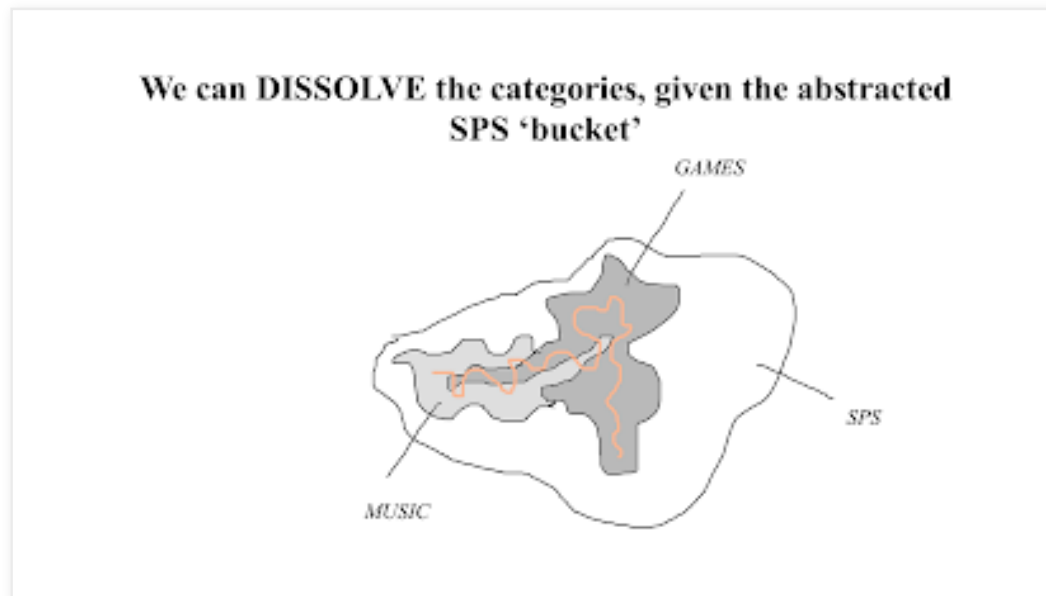 We can DISSOLVE the categories, given the abstracted
SPS ‘bucket’
GAMES
SPS
MUSIC